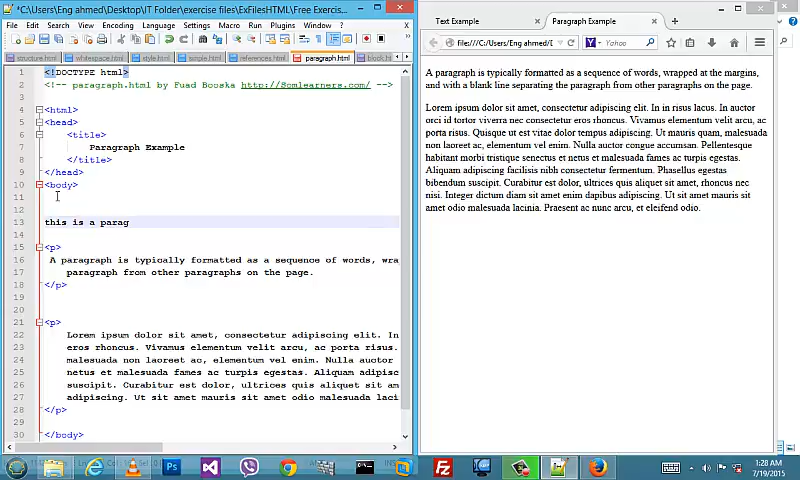 *C:\Users\Eng ahmed\Desktop\IT Folder\exercise files\ExFilesHTML\Free Exercis...
File Edit Search View Encoding Language Settings Macro Run Plugins Window ?
structure.html whitespace.html style.html simple.html references.html paragraph.html block.ht
1 <!DOCTYPE html>
2 <!-- paragraph.html by Fuad Booska http://Somlearners.com/ -->
3
4 <html>
5 <head>
6 <title>
7 Paragraph Example
8 </title>
9 </head>
10 <body>
11
12
13 this is a parag
14
15 <p>
16 A paragraph is typically formatted as a sequence of words, wra
17 paragraph from other paragraphs on the page.
18 </p>
19
20
21 <p>
22 Lorem ipsum dolor sit amet, consectetur adipiscing elit. In
23 eros rhoncus. Vivamus elementum velit arcu, ac porta risus.
24 malesuada non laoreet ac, elementum vel enim. Nulla auctor
25 netus et malesuada fames ac turpis egestas. Aliquam adipisc
26 suscipit. Curabitur est dolor, ultrices quis aliquet sit am
27 adipiscing. Ut sit amet mauris sit amet odio malesuada laci
28 </p>
29
30 </body>
Text Example
Paragraph Example
file:///C:/Users/Eng ahmed/D
Yahoo
A paragraph is typically formatted as a sequence of words, wrapped at the margins,
and with a blank line separating the paragraph from other paragraphs on the page.
Lorem ipsum dolor sit amet, consectetur adipiscing elit. In in risus lacus. In auctor
orci id tortor viverra nec consectetur eros rhoncus. Vivamus elementum velit arcu, ac
porta risus. Quisque ut est vitae dolor tempus adipiscing. Ut mauris quam, malesuada
non laoreet ac, elementum vel enim. Nulla auctor congue accumsan. Pellentesque
habitant morbi tristique senectus et netus et malesuada fames ac turpis egestas.
Aliquam adipiscing facilisis nibh consectetur fermentum. Phasellus egestas
bibendum suscipit. Curabitur est dolor, ultrices quis aliquet sit amet, rhoncus nec
nisi. Integer dictum diam sit amet enim dapibus adipiscing. Ut sit amet mauris sit
amet odio malesuada lacinia. Praesent ac nunc arcu, et eleifend odio.
1:28 AM
7/19/2015